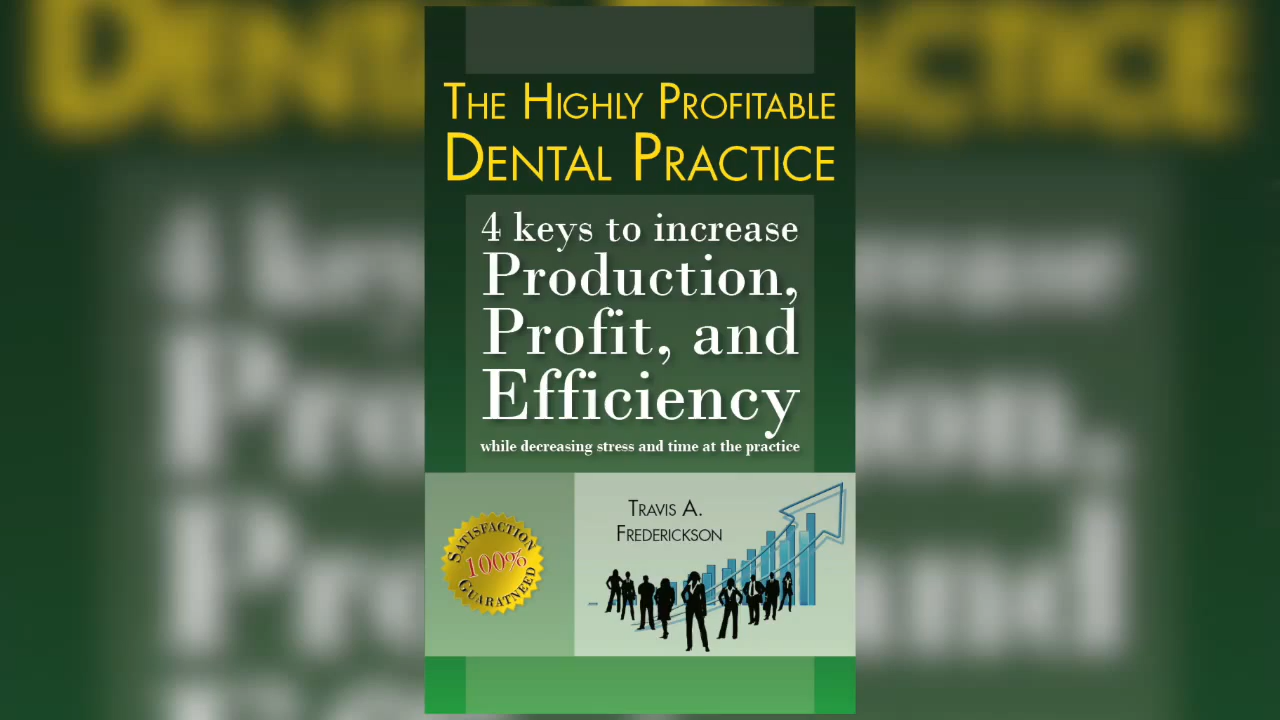 THE HIGHLY PROFITABLE
DENTAL PRACTICE
4 keys to increase
Production,
Profit, and
Efficiency
while decreasing stress and time at the practice
TRAVIS A.
FREDERICKSON
SATISFACTION
100%
GUARATNEED